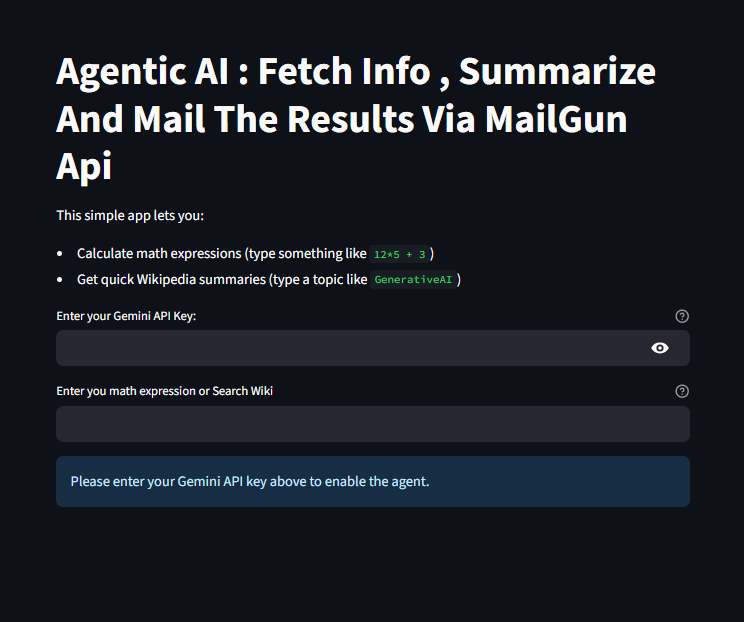 Agentic AI : Fetch Info , Summarize
And Mail The Results Via MailGun
Api
This simple app lets you:
Calculate math expressions (type something like 12*5 + 3 )
Get quick Wikipedia summaries (type a topic like GenerativeAI )
Enter your Gemini API Key:
Enter you math expression or Search Wiki
Please enter your Gemini API key above to enable the agent.